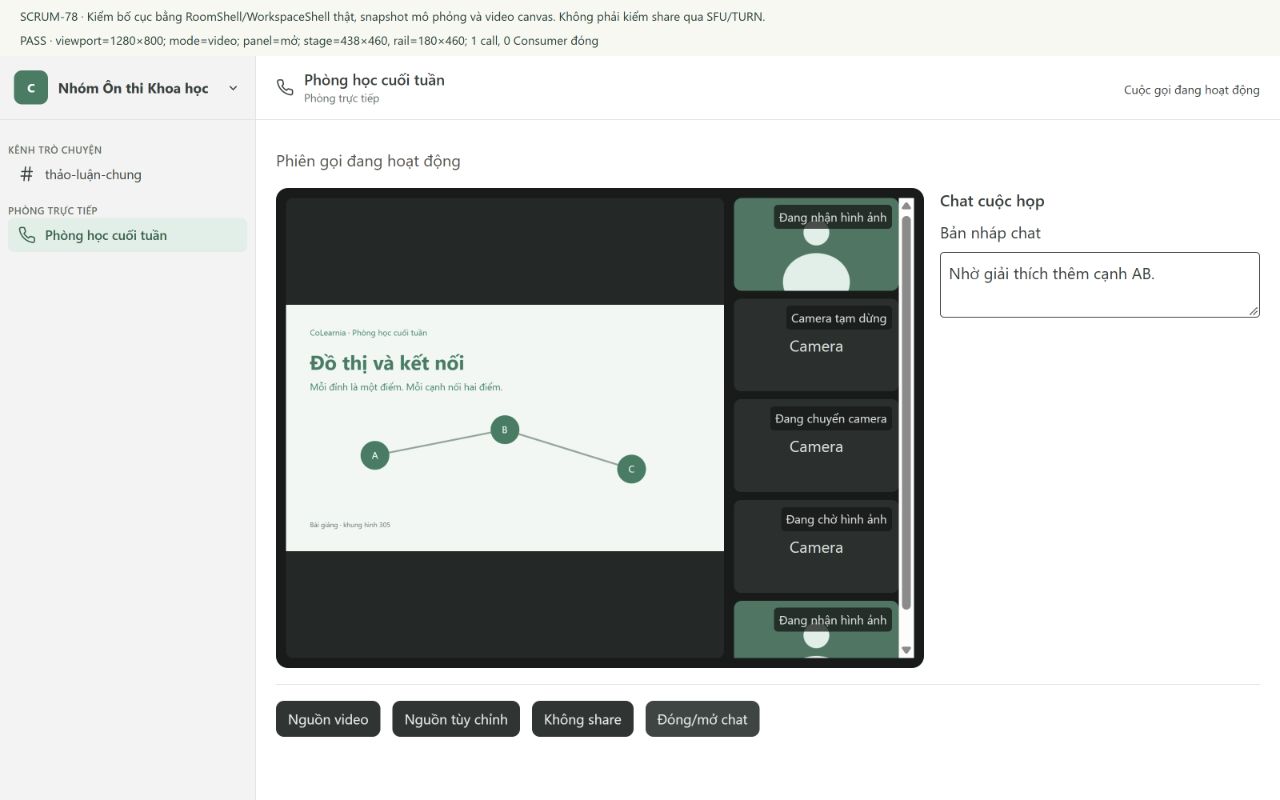 SCRUM-78 · Kiểm bố cục bằng RoomShell/WorkspaceShell thật, snapshot mô phỏng và video canvas. Không phải kiểm share qua SFU/TURN.
PASS · viewport=1280×800; mode=video; panel=mở; stage=438×460, rail=180×460; 1 call, 0 Consumer đóng
C
Nhóm Ôn thi Khoa học
KÊNH TRÒ CHUYỆN
# thảo-luận-chung
PHÒNG TRỰC TIẾP
Phòng học cuối tuần
Phòng học cuối tuần
Phòng trực tiếp
Cuộc gọi đang hoạt động
Phiên gọi đang hoạt động
CoLearnia · Phòng học cuối tuần
Đồ thị và kết nối
Mỗi đỉnh là một điểm. Mỗi cạnh nối hai điểm.
A
B
C
Bài giảng · khung hình 305
Đang nhận hình ảnh
Camera tạm dừng
Camera
Đang chuyển camera
Camera
Đang chờ hình ảnh
Camera
Đang nhận hình ảnh
Chat cuộc họp
Bản nháp chat
Nhờ giải thích thêm cạnh AB.
Nguồn video
Nguồn tùy chỉnh
Không share
Đóng/mở chat